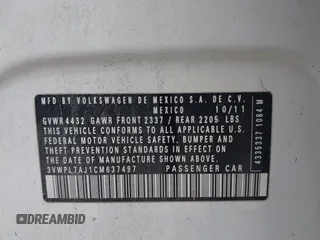 MFD. BY VOLKSWAGEN DE MEXICO S.A. DE C.V.
MEXICO 10/11
GVWR4432 GAWR FRONT 2337 / REAR 2205 LBS
THIS VEHICLE CONFORMS TO ALL APPLICABLE U.S.
FEDERAL MOTOR VEHICLE SAFETY, BUMPER AND
THEFT PREVENTION STANDARDS IN EFFECT ON THE
DATE OF MANUFACTURE SHOWN ABOVE.
3VWPL7AJ1CM637497 PASSENGER CAR
4335337 1084 M
DREAMBID